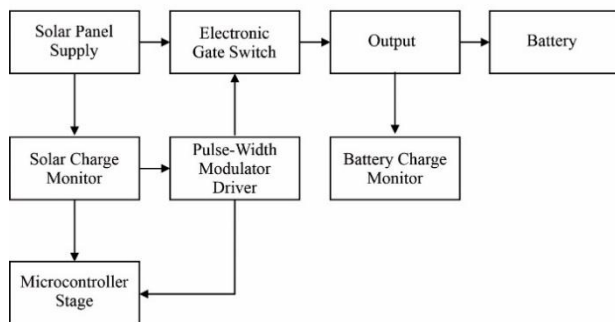 Solar Panel
Supply
Electronic
Gate Switch
Output
Battery
Solar Charge
Monitor
Pulse-Width
Modulator
Driver
Battery Charge
Monitor
Microcontroller
Stage